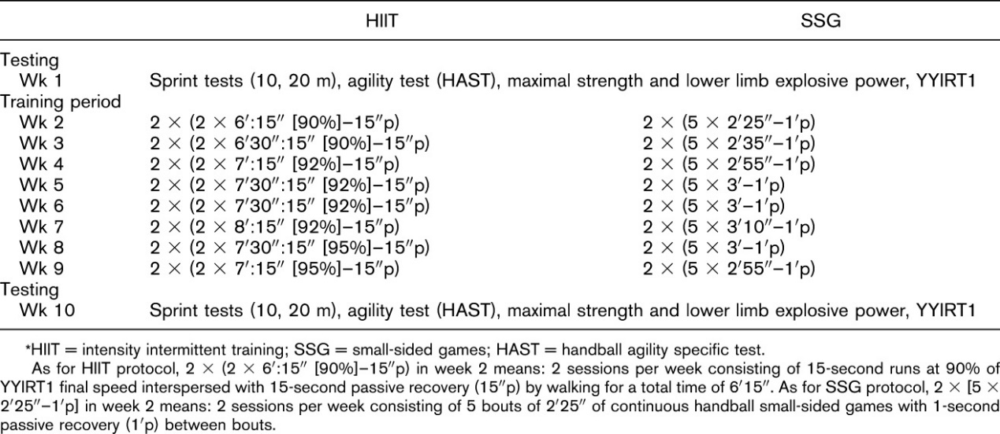 HIIT SSG
Testing
Wk 1 Sprint tests (10, 20 m), agility test (HAST), maximal strength and lower limb explosive power, YYIRT1
Training period
Wk 2 2 × (2 × 6′:15″ [90%]–15″p) 2 × (5 × 2′25″–1′p)
Wk 3 2 × (2 × 6′30″:15″ [90%]–15″p) 2 × (5 × 2′35″–1′p)
Wk 4 2 × (2 × 7′:15″ [92%]–15″p) 2 × (5 × 2′55″–1′p)
Wk 5 2 × (2 × 7′30″:15″ [92%]–15″p) 2 × (5 × 3′–1′p)
Wk 6 2 × (2 × 7′30″:15″ [92%]–15″p) 2 × (5 × 3′–1′p)
Wk 7 2 × (2 × 8′:15″ [92%]–15″p) 2 × (5 × 3′10″–1′p)
Wk 8 2 × (2 × 7′30″:15″ [95%]–15″p) 2 × (5 × 3′–1′p)
Wk 9 2 × (2 × 7′:15″ [95%]–15″p) 2 × (5 × 2′55″–1′p)
Testing
Wk 10 Sprint tests (10, 20 m), agility test (HAST), maximal strength and lower limb explosive power, YYIRT1
*HIIT = intensity intermittent training; SSG = small-sided games; HAST = handball agility specific test.
As for HIIT protocol, 2 × (2 × 6′:15″ [90%]–15″p) in week 2 means: 2 sessions per week consisting of 15-second runs at 90% of
YYIRT1 final speed interspersed with 15-second passive recovery (15″p) by walking for a total time of 6′15″. As for SSG protocol, 2 × [5 ×
2′25″–1′p] in week 2 means: 2 sessions per week consisting of 5 bouts of 2′25″ of continuous handball small-sided games with 1-second
passive recovery (1′p) between bouts.